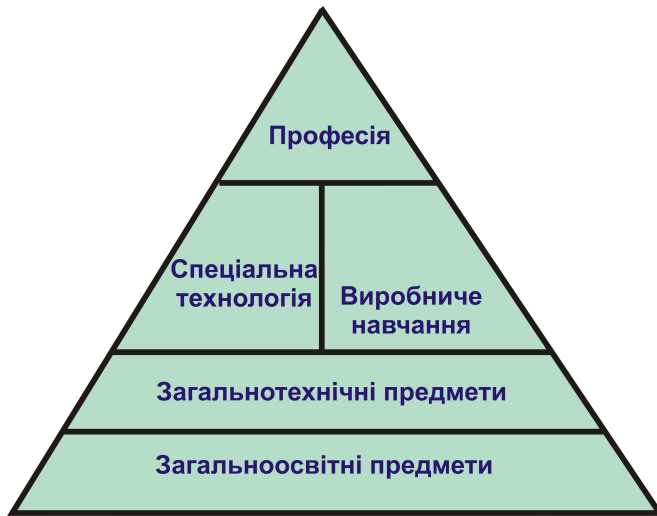 Професія
Спеціальна
технологія
Виробниче
навчання
Загальнотехнічні предмети
Загальноосвітні предмети